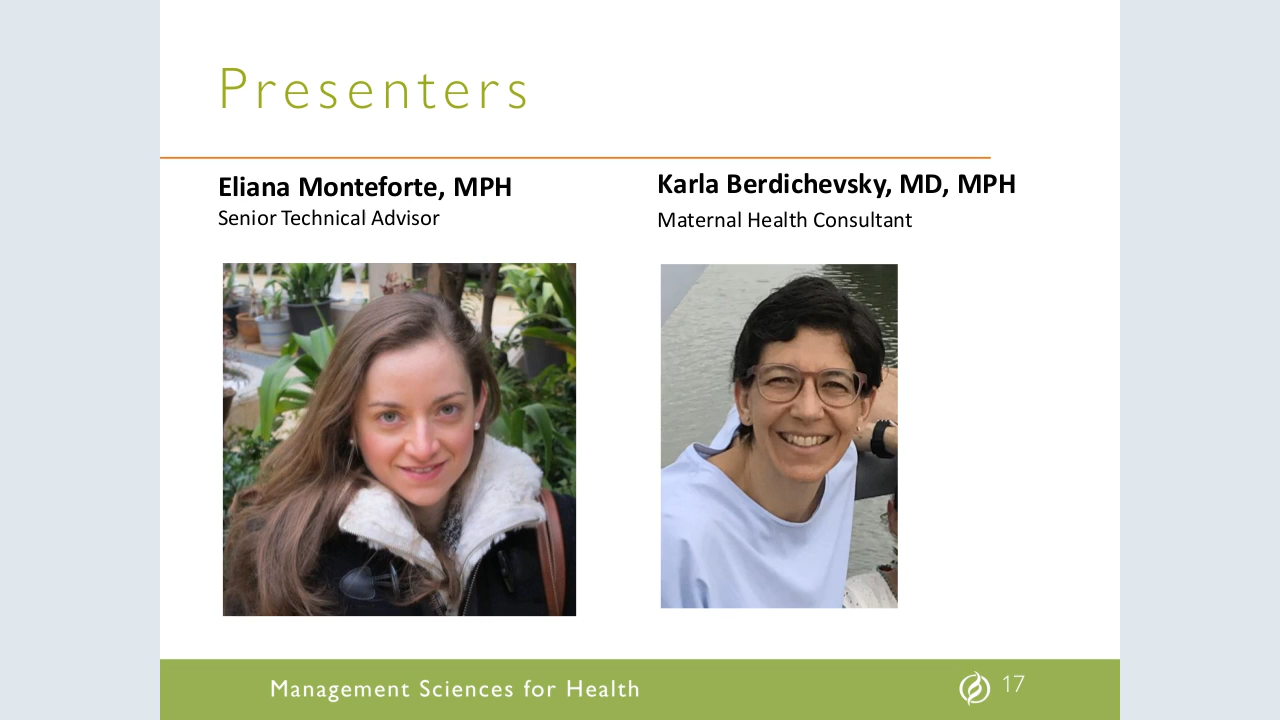 Presenters
Eliana Monteforte, MPH
Senior Technical Advisor
Karla Berdichevsky, MD, MPH
Maternal Health Consultant
Management Sciences for Health
17